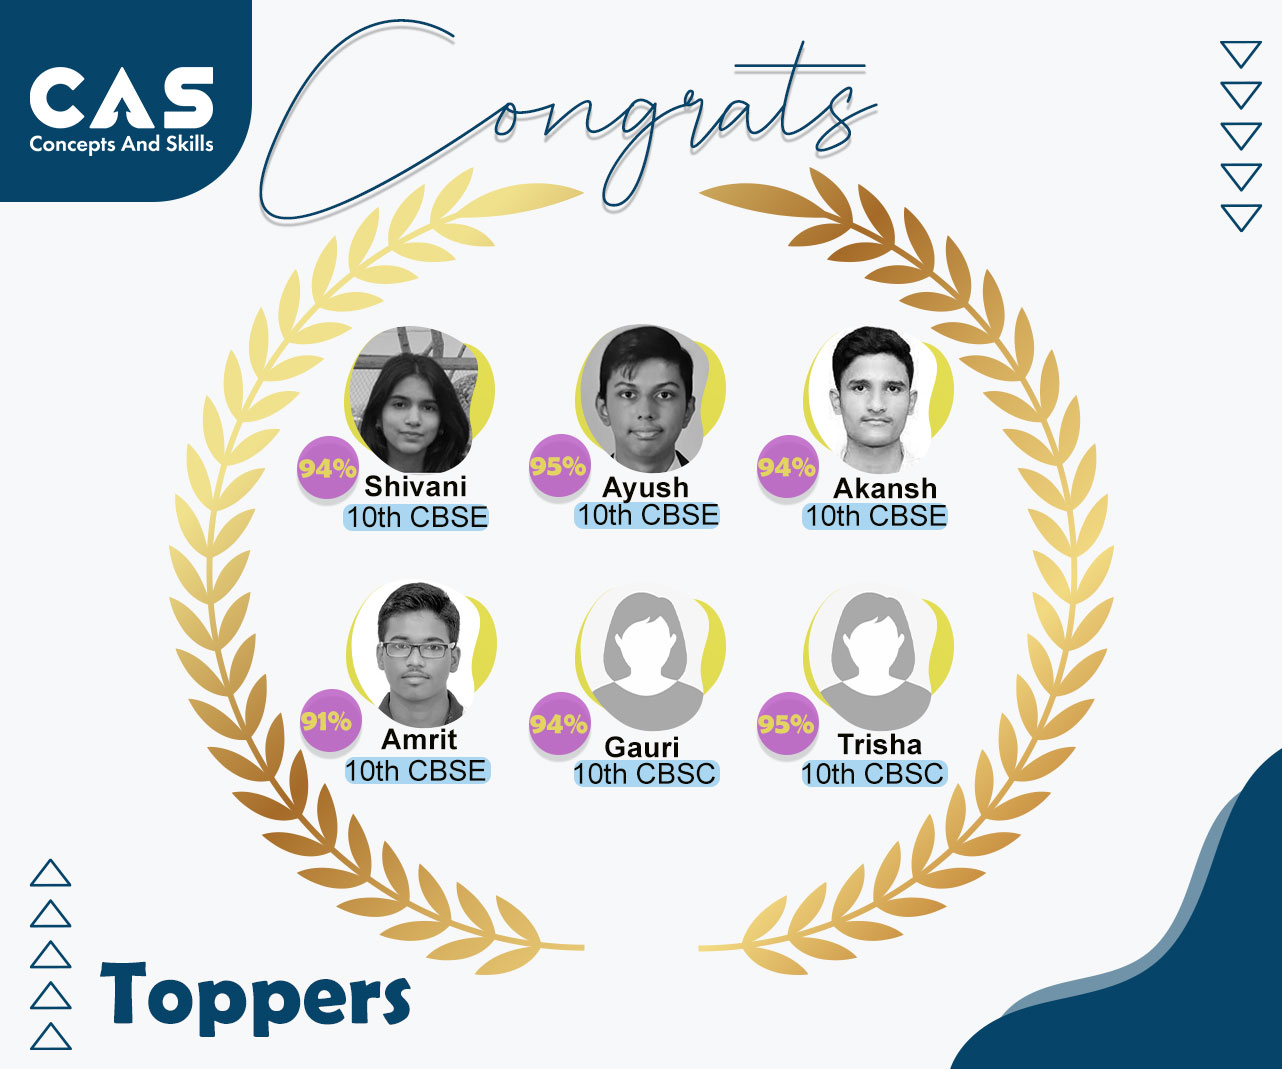 CAS
Concepts And Skills
Congrats
94%
Shivani
10th CBSE
95%
Ayush
10th CBSE
94%
Akansh
10th CBSE
91%
Amrit
10th CBSE
94%
Gauri
10th CBSC
95%
Trisha
10th CBSC
Toppers